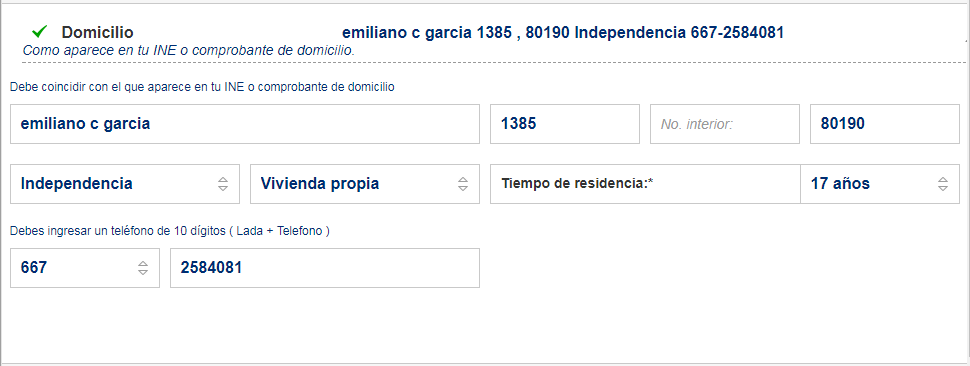 Domicilio emiliano c garcia 1385 , 80190 Independencia 667-2584081
Como aparece en tu INE o comprobante de domicilio.
Debe coincidir con el que aparece en tu INE o comprobante de domicilio
emiliano c garcia 1385 No. interior: 80190
Independencia Vivienda propia Tiempo de residencia:* 17 años
Debes ingresar un teléfono de 10 dígitos ( Lada + Telefono )
667 2584081